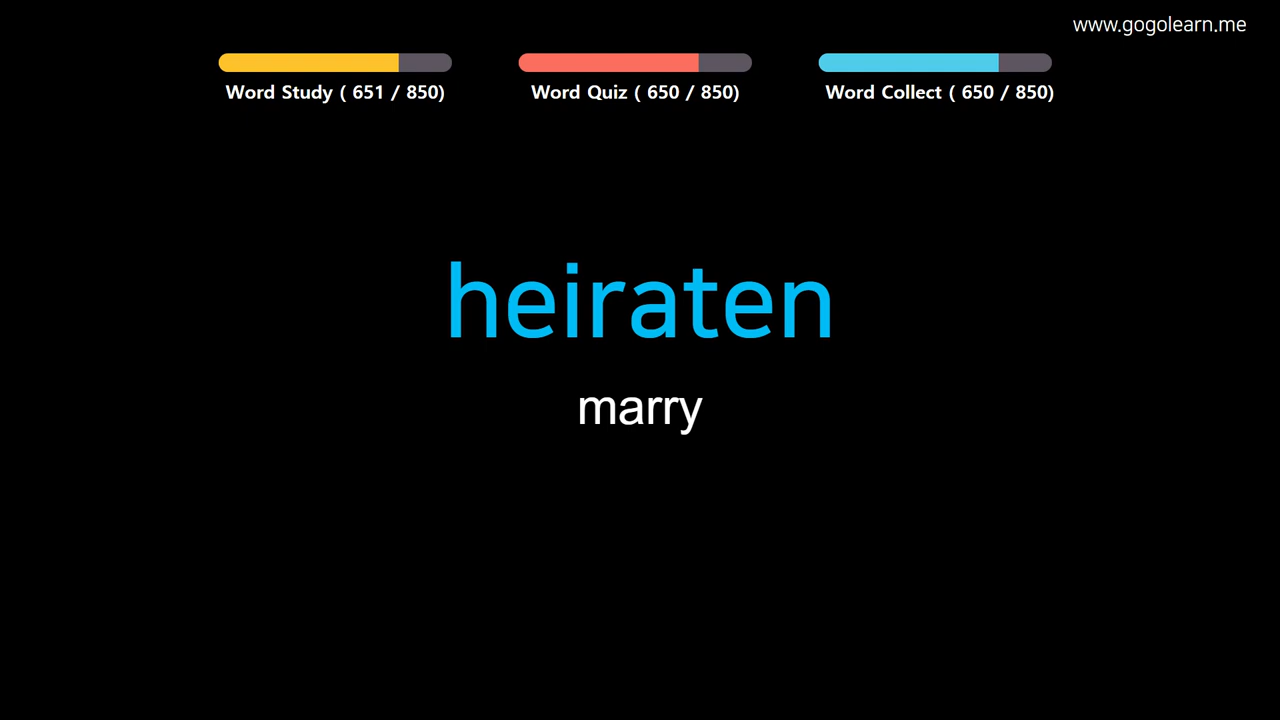 www.gogolearn.me
Word Study ( 651 / 850)
Word Quiz ( 650 / 850)
Word Collect ( 650 / 850)
heiraten
marry